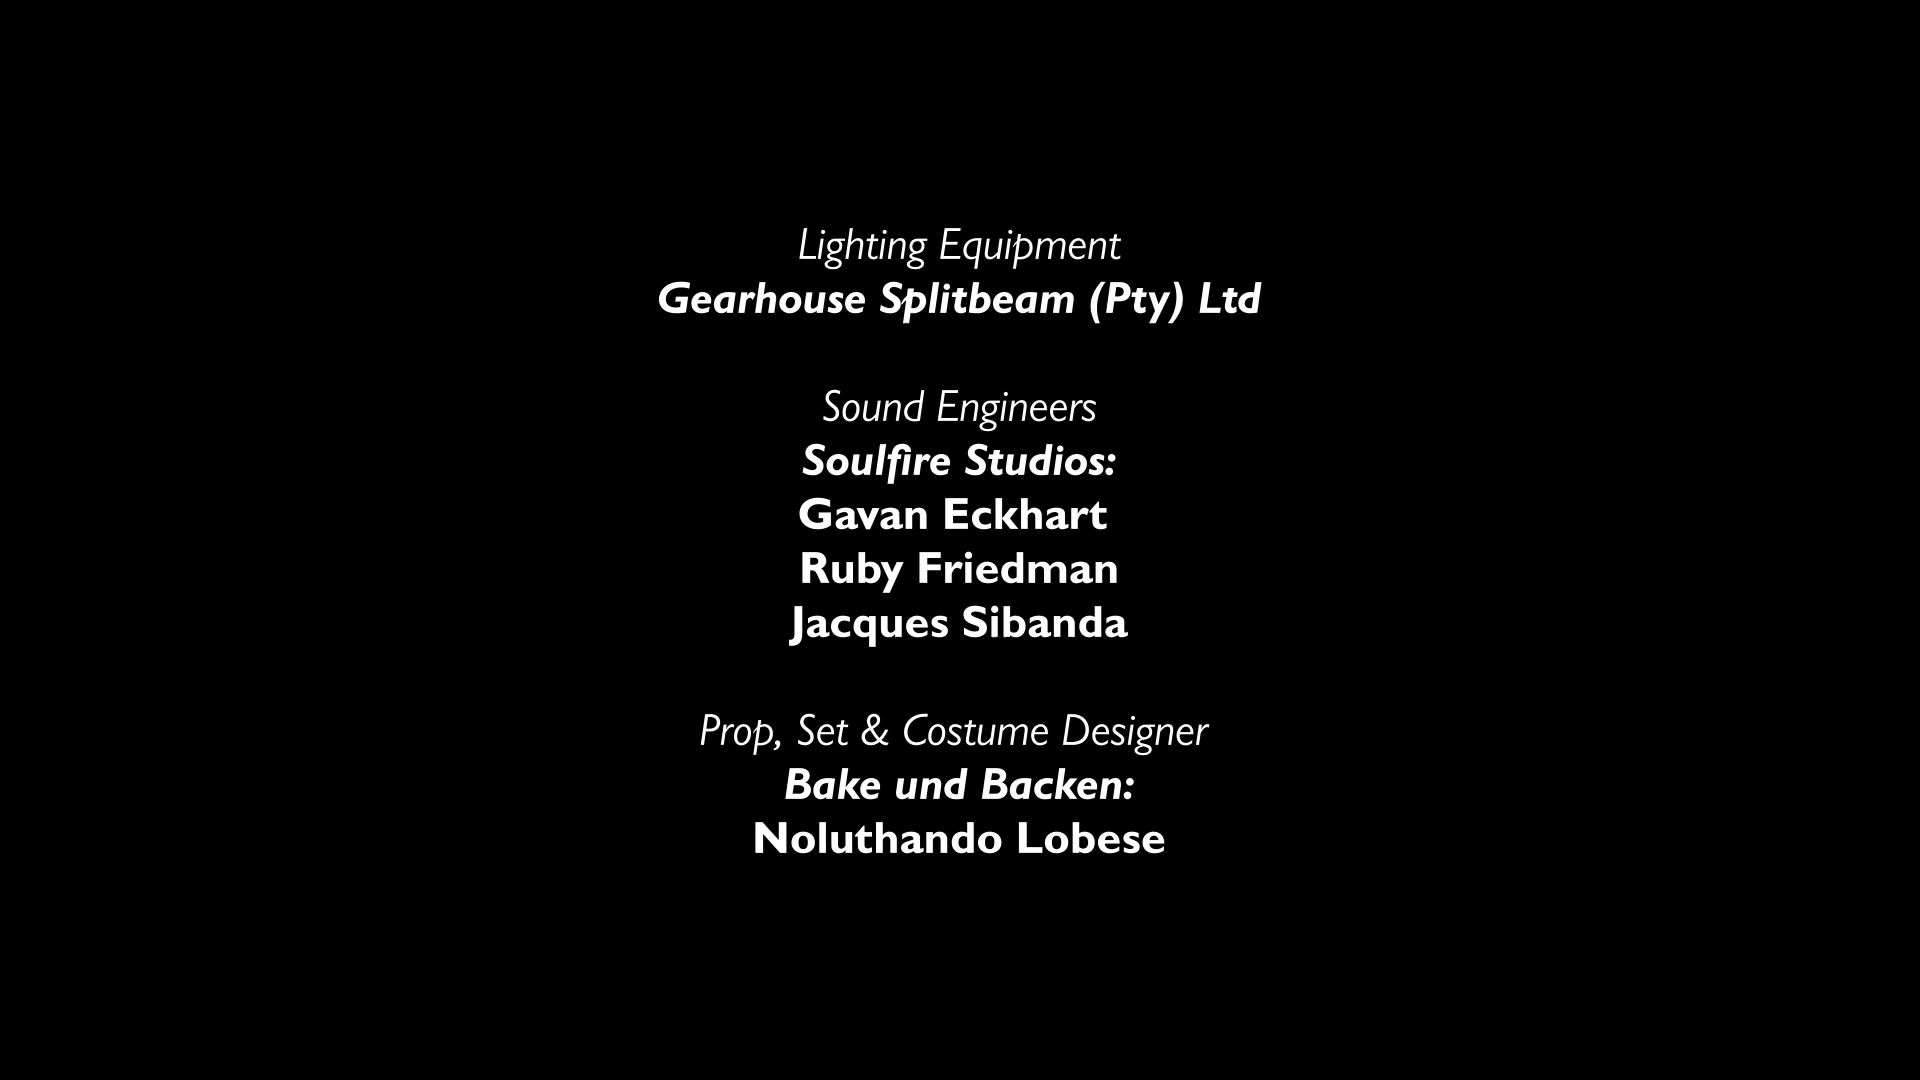 Lighting Equipment
Gearhouse Splitbeam (Pty) Ltd
Sound Engineers
Soulfire Studios:
Gavan Eckhart
Ruby Friedman
Jacques Sibanda
Prop, Set & Costume Designer
Bake und Backen:
Noluthando Lobese